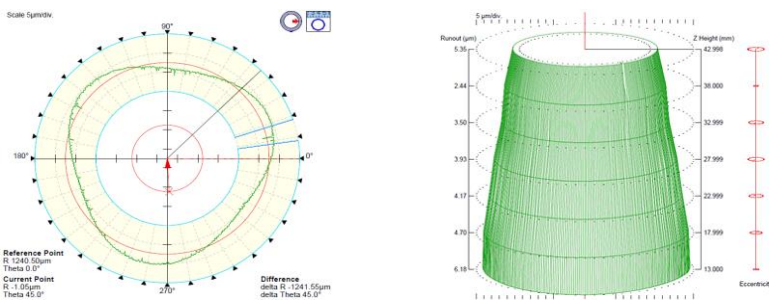 Scale 5µm/div.
90°
180°
0°
270°
Reference Point
R 1240.50µm
Theta 0.0°
Current Point
R -1.05µm
Theta 45.0°
Difference
delta R -1241.55µm
delta Theta 45.0°
5 µm/div.
Runout (µm)
Z Height (mm)
5.35
42.998
2.44
38.000
3.50
32.999
3.93
27.999
4.17
22.999
4.70
17.999
6.18
13.000
Eccentricit